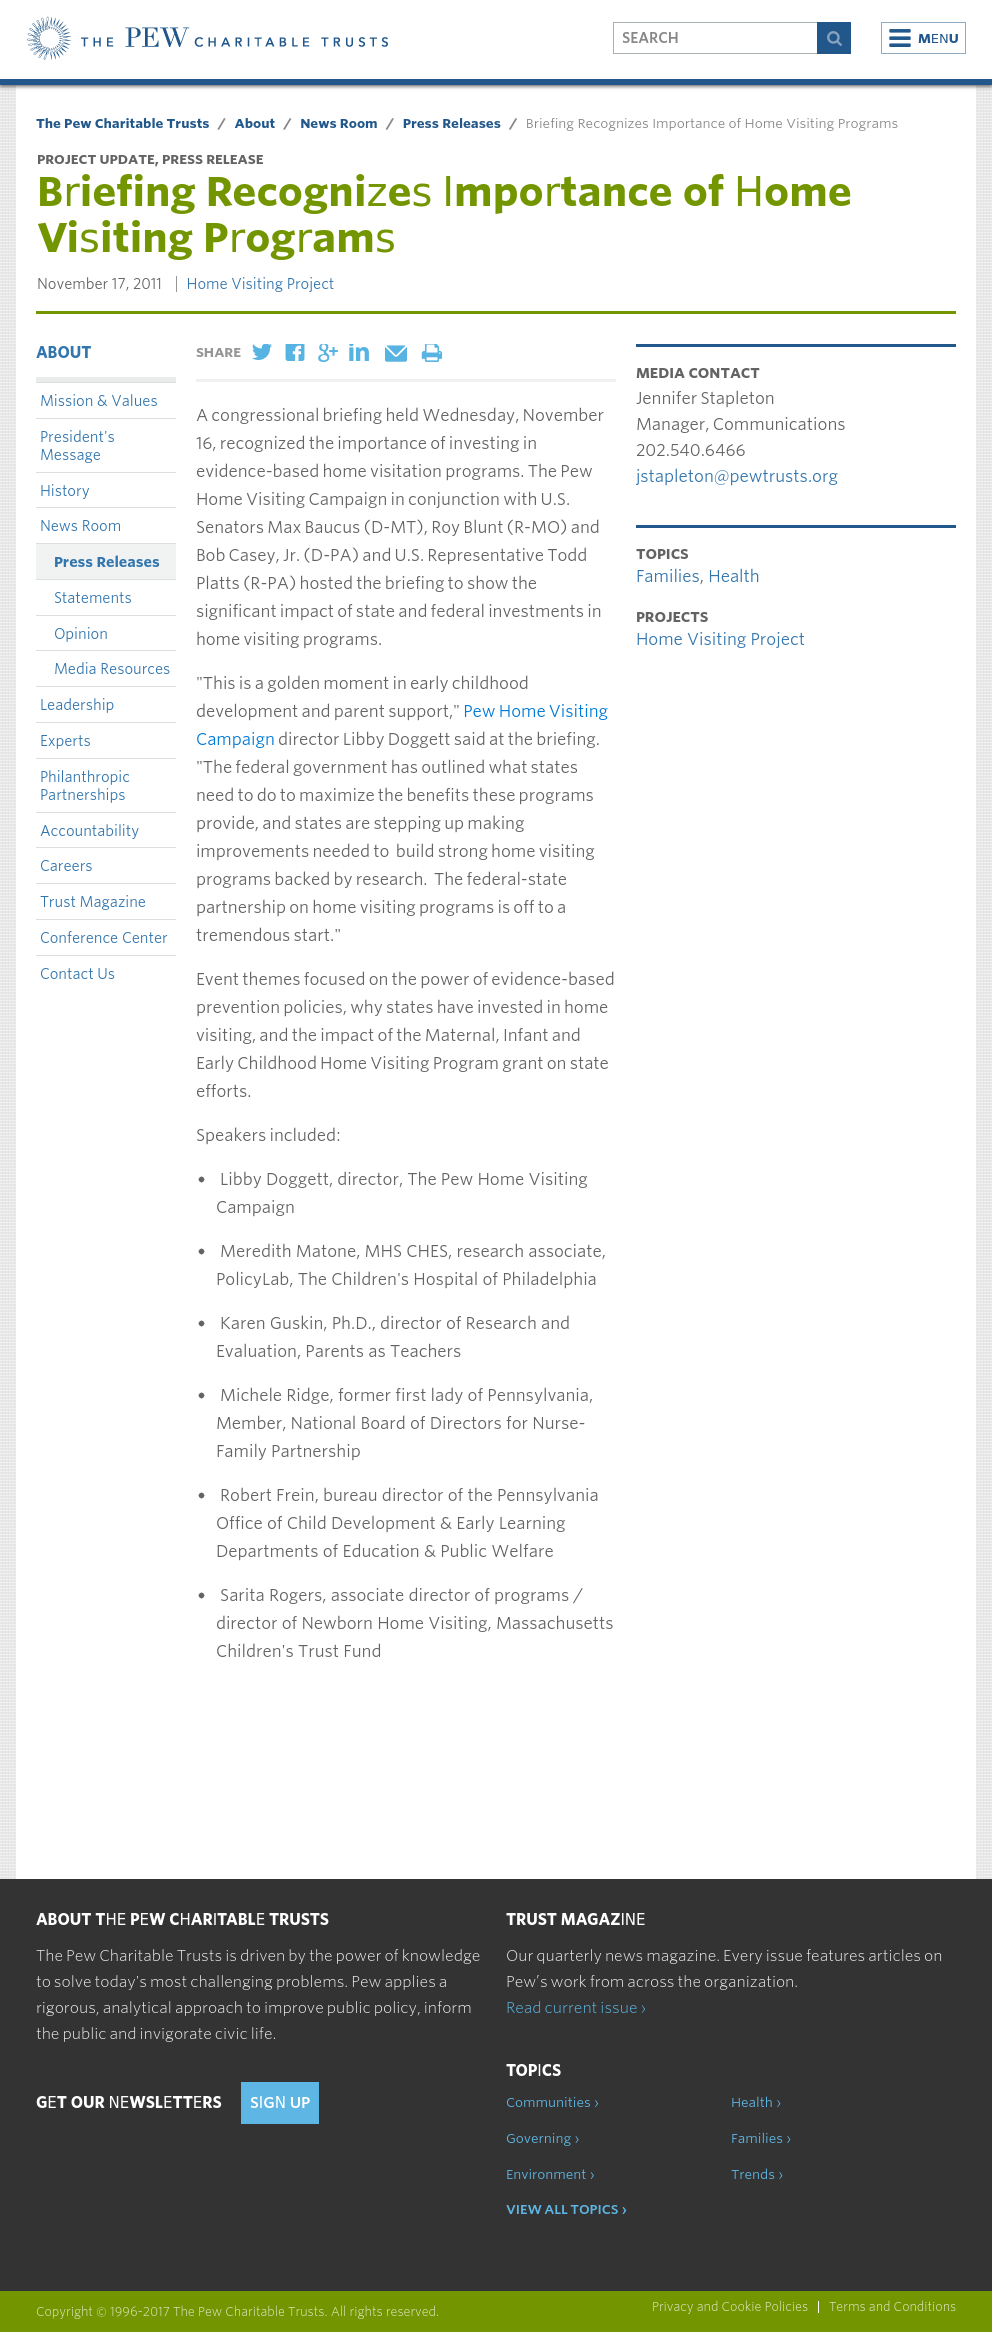 THE PEW CHARITABLE TRUSTS
SEARCH
MENU
The Pew Charitable Trusts / About / News Room / Press Releases / Briefing Recognizes Importance of Home Visiting Programs
PROJECT UPDATE, PRESS RELEASE
Briefing Recognizes Importance of Home
Visiting Programs
November 17, 2011 | Home Visiting Project
ABOUT
Mission & Values
President's
Message
History
News Room
Press Releases
Statements
Opinion
Media Resources
Leadership
Experts
Philanthropic
Partnerships
Accountability
Careers
Trust Magazine
Conference Center
Contact Us
SHARE
A congressional briefing held Wednesday, November
16, recognized the importance of investing in
evidence-based home visitation programs. The Pew
Home Visiting Campaign in conjunction with U.S.
Senators Max Baucus (D-MT), Roy Blunt (R-MO) and
Bob Casey, Jr. (D-PA) and U.S. Representative Todd
Platts (R-PA) hosted the briefing to show the
significant impact of state and federal investments in
home visiting programs.
"This is a golden moment in early childhood
development and parent support," Pew Home Visiting
Campaign director Libby Doggett said at the briefing.
"The federal government has outlined what states
need to do to maximize the benefits these programs
provide, and states are stepping up making
improvements needed to  build strong home visiting
programs backed by research.  The federal-state
partnership on home visiting programs is off to a
tremendous start."
Event themes focused on the power of evidence-based
prevention policies, why states have invested in home
visiting, and the impact of the Maternal, Infant and
Early Childhood Home Visiting Program grant on state
efforts.
Speakers included:
• Libby Doggett, director, The Pew Home Visiting
Campaign
• Meredith Matone, MHS CHES, research associate,
PolicyLab, The Children's Hospital of Philadelphia
• Karen Guskin, Ph.D., director of Research and
Evaluation, Parents as Teachers
• Michele Ridge, former first lady of Pennsylvania,
Member, National Board of Directors for Nurse-
Family Partnership
• Robert Frein, bureau director of the Pennsylvania
Office of Child Development & Early Learning
Departments of Education & Public Welfare
• Sarita Rogers, associate director of programs /
director of Newborn Home Visiting, Massachusetts
Children's Trust Fund
MEDIA CONTACT
Jennifer Stapleton
Manager, Communications
202.540.6466
jstapleton@pewtrusts.org
TOPICS
Families, Health
PROJECTS
Home Visiting Project
ABOUT THE PEW CHARITABLE TRUSTS
The Pew Charitable Trusts is driven by the power of knowledge
to solve today's most challenging problems. Pew applies a
rigorous, analytical approach to improve public policy, inform
the public and invigorate civic life.
GET OUR NEWSLETTERS SIGN UP
TRUST MAGAZINE
Our quarterly news magazine. Every issue features articles on
Pew's work from across the organization.
Read current issue ›
TOPICS
Communities ›
Health ›
Governing ›
Families ›
Environment ›
Trends ›
VIEW ALL TOPICS ›
Copyright © 1996-2017 The Pew Charitable Trusts. All rights reserved.
Privacy and Cookie Policies | Terms and Conditions